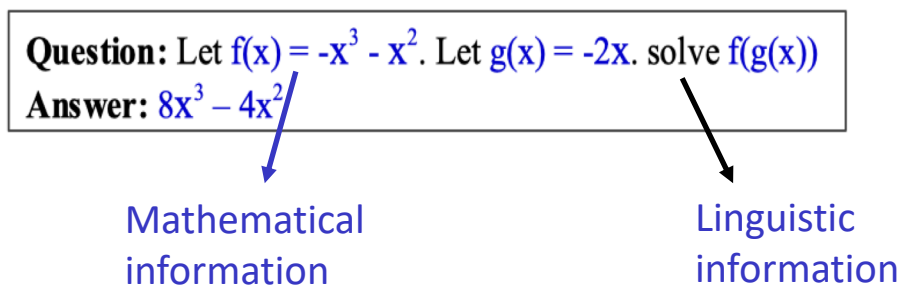 Question: Let f(x) = -x³ - x². Let g(x) = -2x. solve f(g(x))
Answer: 8x³ – 4x²
Mathematical
information
Linguistic
information